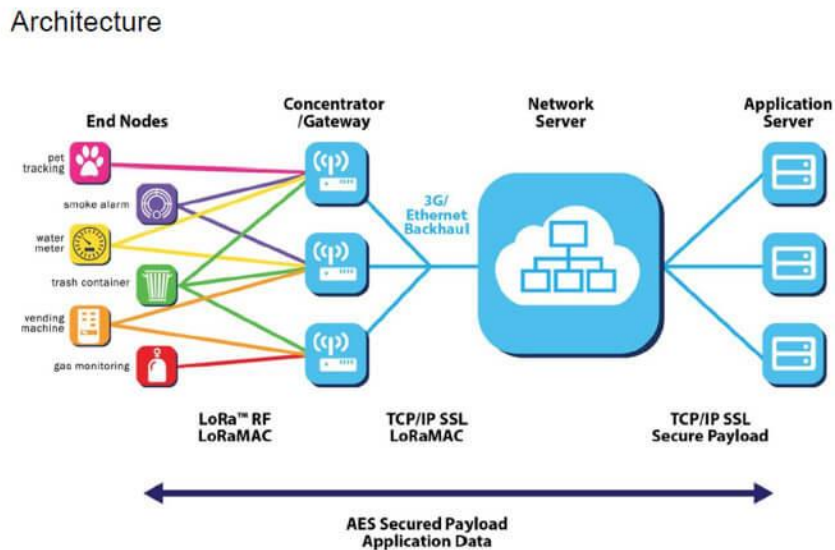 Architecture
End Nodes
Concentrator
/Gateway
Network
Server
Application
Server
pet
tracking
smoke alarm
water
meter
trash container
vending
machine
gas monitoring
3G/
Ethernet
Backhaul
LoRa™ RF
LoRaMAC
TCP/IP SSL
LoRaMAC
TCP/IP SSL
Secure Payload
AES Secured Payload
Application Data